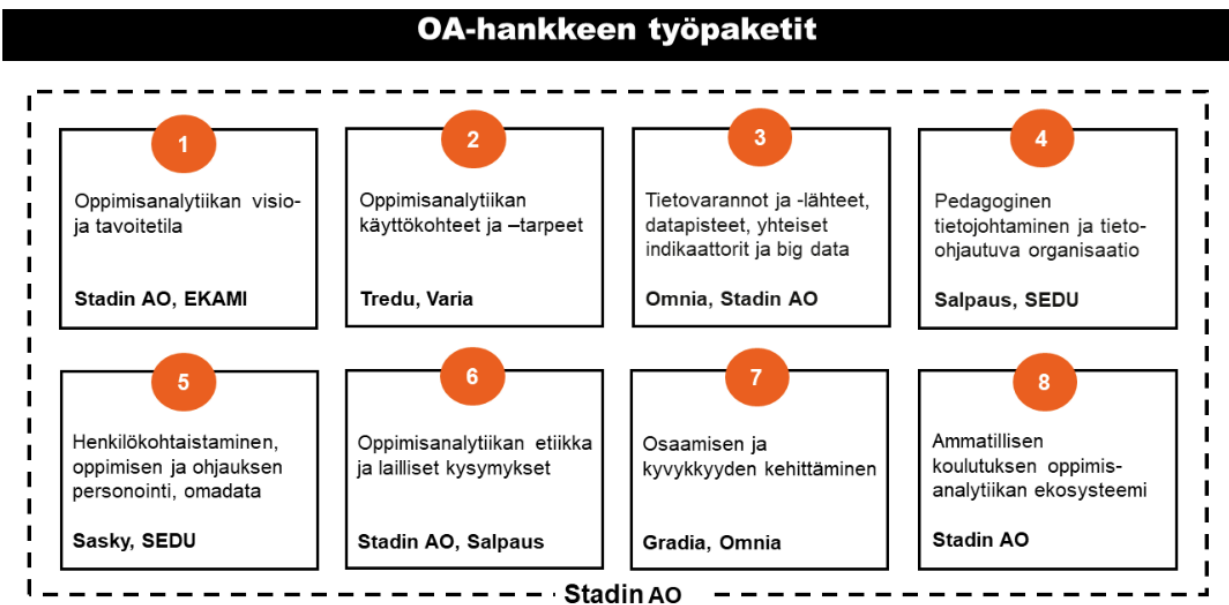 OA-hankkeen työpaketit
1
Oppimisanalytiikan visio-
ja tavoitetila
Stadin AO, EKAMI
2
Oppimisanalytiikan
käyttökohteet ja –tarpeet
Tredu, Varia
3
Tietovarannot ja -lähteet,
datapisteet, yhteiset
indikaattorit ja big data
Omnia, Stadin AO
4
Pedagoginen
tietojohtaminen ja tieto-
ohjautuva organisaatio
Salpaus, SEDU
5
Henkilökohtaistaminen,
oppimisen ja ohjauksen
personointi, omadata
Sasky, SEDU
6
Oppimisanalytiikan etiikka
ja lailliset kysymykset
Stadin AO, Salpaus
7
Osaamisen ja
kyvykkyyden kehittäminen
Gradia, Omnia
8
Ammatillisen
koulutuksen oppimis-
analytiikan ekosysteemi
Stadin AO
Stadin AO